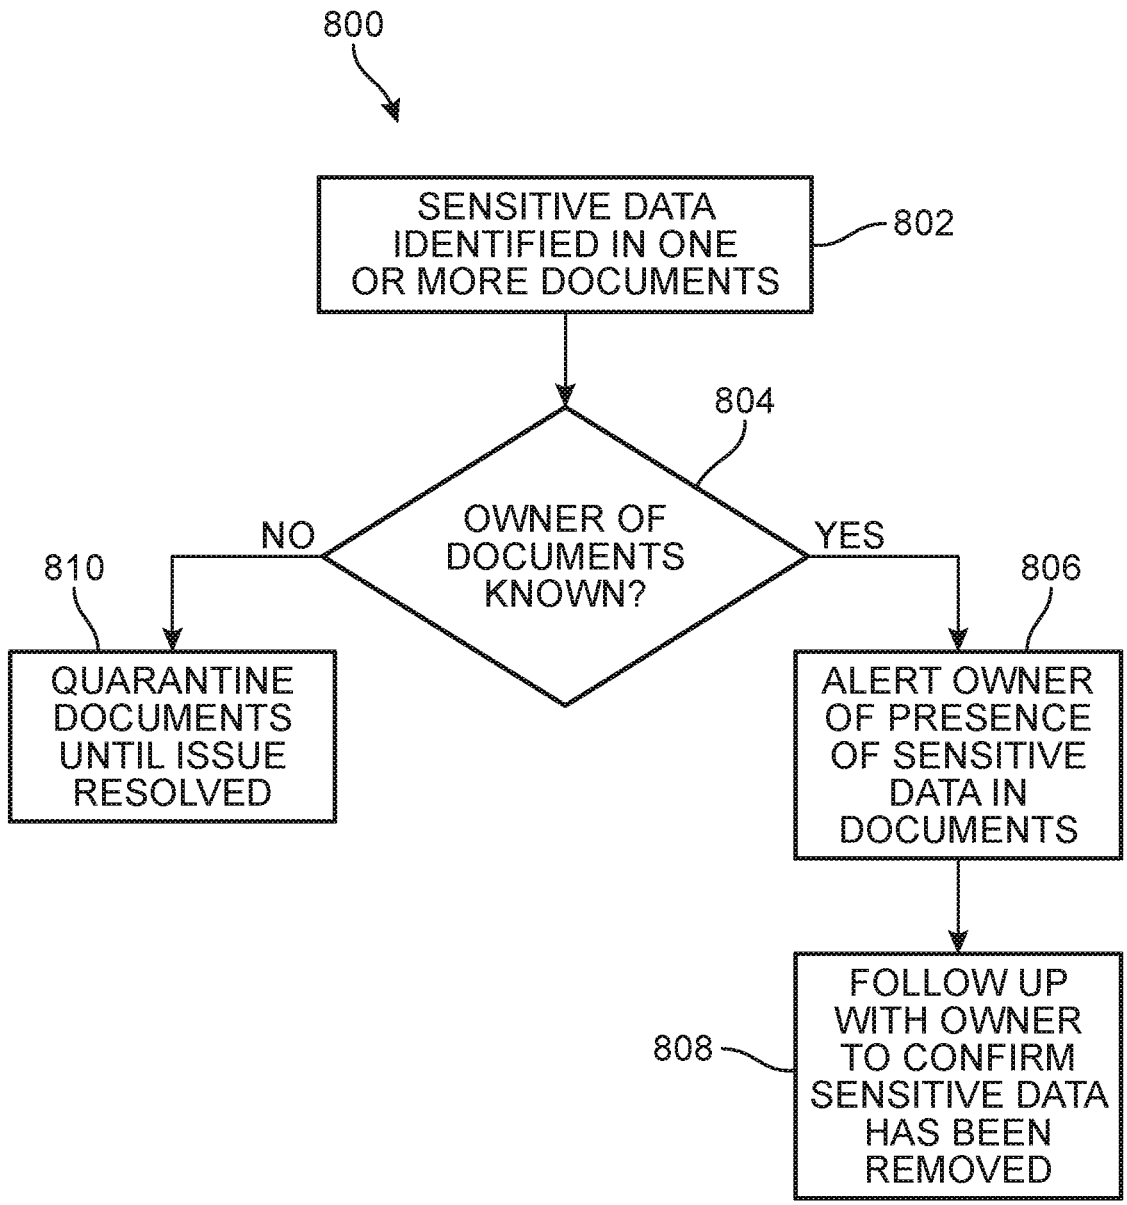 800
SENSITIVE DATA
IDENTIFIED IN ONE
OR MORE DOCUMENTS
802
804
OWNER OF
DOCUMENTS
KNOWN?
NO
YES
810
QUARANTINE
DOCUMENTS
UNTIL ISSUE
RESOLVED
806
ALERT OWNER
OF PRESENCE
OF SENSITIVE
DATA IN
DOCUMENTS
808
FOLLOW UP
WITH OWNER
TO CONFIRM
SENSITIVE DATA
HAS BEEN
REMOVED